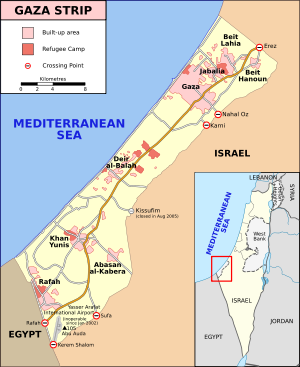 GAZA STRIP
Built-up area
Refugee Camp
Crossing Point
Kilometres
0
8
MEDITERRANEAN
SEA
Beit
Lahia
Erez
Jabalia
Beit
Hanoun
Gaza
Nahal Oz
Karni
Deir
al-Balah
ISRAEL
Kissufim
(closed in Aug 2005)
Khan
Yunis
Abasan
al-Kabera
Rafah
Yasser Arafat
International Airport
Sufa
Rafah
105
Abu Auda
EGYPT
Kerem Shalom
LEBANON
SYRIA
MEDITERRANEAN
SEA
West
Bank
ISRAEL
JORDAN
EGYPT